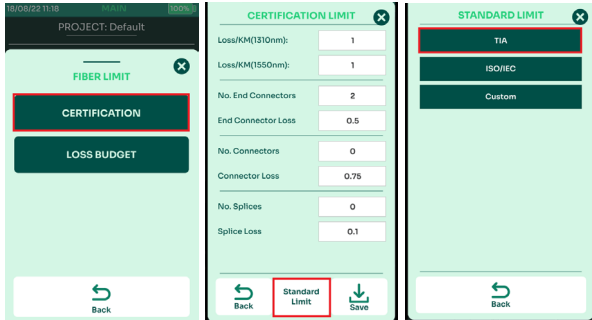 18/08/22 11:18 MAIN 100%
PROJECT: Default
FIBER LIMIT
CERTIFICATION
LOSS BUDGET
Back
CERTIFICATION LIMIT
Loss/KM(1310nm): 1
Loss/KM(1550nm): 1
No. End Connectors 2
End Connector Loss 0.5
No. Connectors 0
Connector Loss 0.75
No. Splices 0
Splice Loss 0.1
Back
Standard
Limit
Save
STANDARD LIMIT
TIA
ISO/IEC
Custom
Back